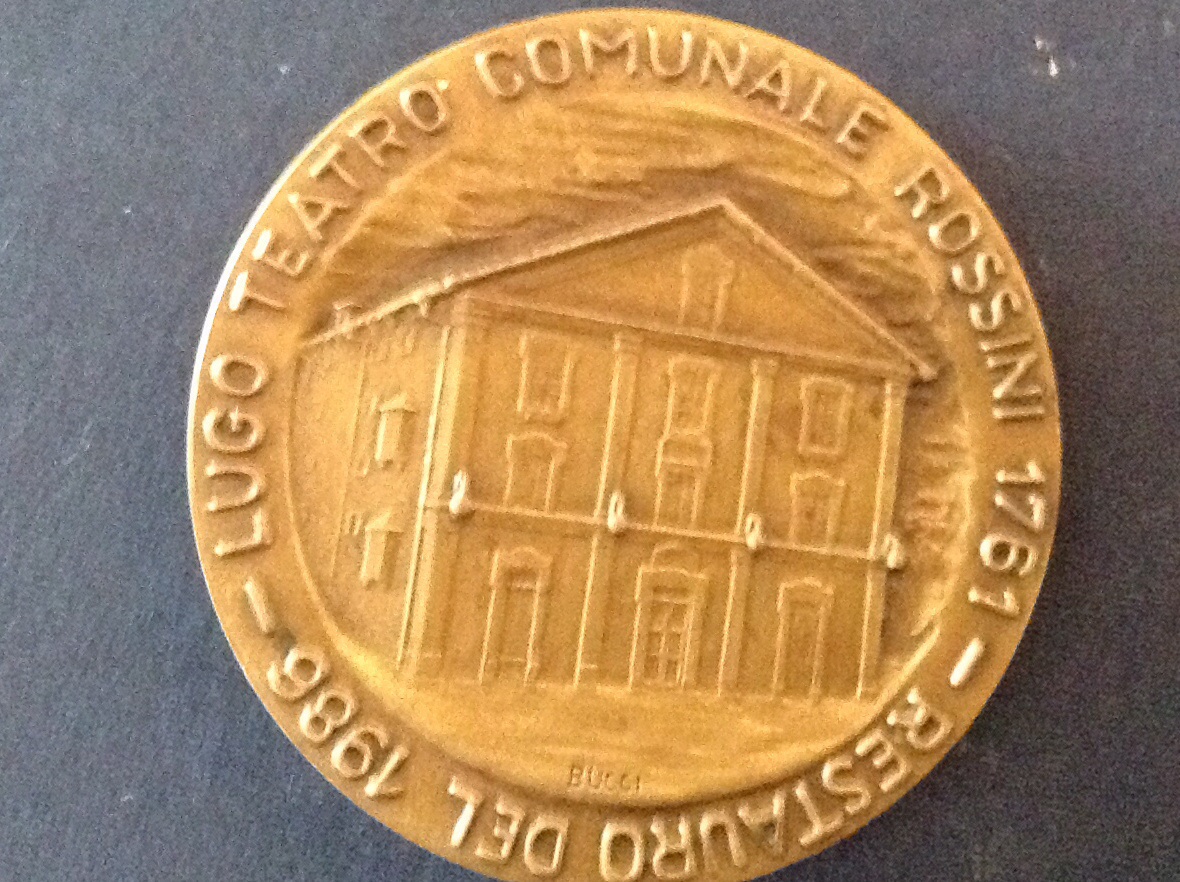 LUGO TEATRO COMUNALE ROSSINI 1761 - RESTAURO DEL 1986 -
BUCCI